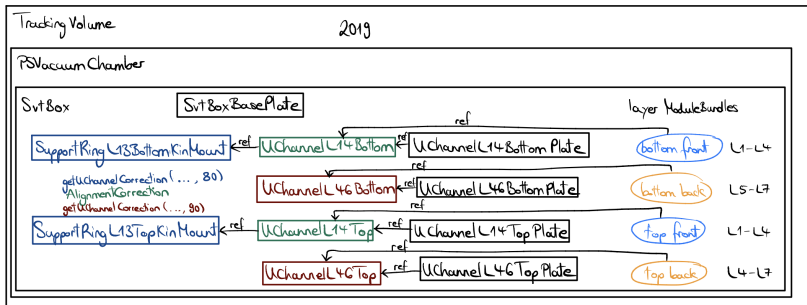 Tracking Volume 2019
PSVacuumChamber
SvtBox SvtBoxBasePlate layer ModuleBundles
ref
SupportRingL13BottomKinMount ref UChannelL14Bottom ref UChannelL14BottomPlate bottom front L1-L4
ref
getUChannelCorrection(..., 80)
UChannelL46Bottom ref UChannelL46BottomPlate bottom back L5-L7
AlignmentCorrection
getUChannelCorrection(..., 90)
ref
SupportRingL13TopKinMount ref UChannelL14Top ref UChannelL14TopPlate top front L1-L4
ref
UChannelL46Top ref UChannelL46TopPlate top back L4-L7